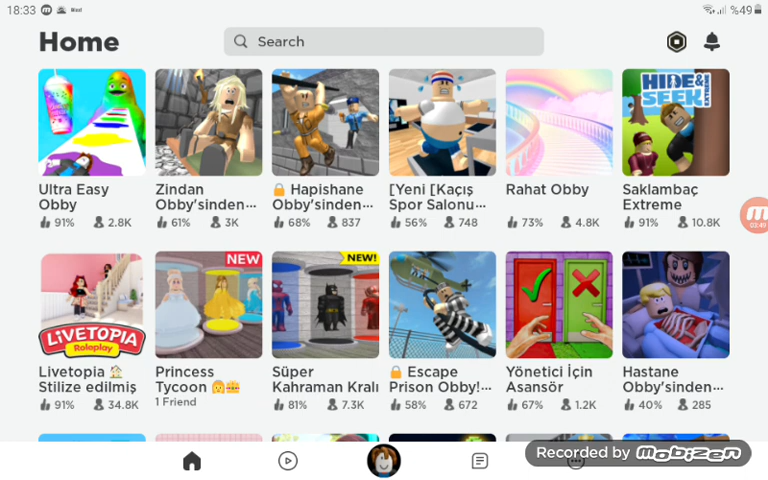 18:33 Bixi! %49
Home
Search
HIDE&
SEEK
EXTREME
Ultra Easy
Obby
91% 2.8K
Zindan
Obby'sinden···
61% 3K
🔒 Hapishane
Obby'sinden···
68% 837
[Yeni [Kaçış
Spor Salonu···
56% 748
Rahat Obby
73% 4.8K
Saklambaç
Extreme
91% 10.8K
03:49
LIVETOPIA
Roleplay
NEW
NEW!
Livetopia 🏠
Stilize edilmiş
91% 34.8K
Princess
Tycoon 👩🏰
1 Friend
Süper
Kahraman Kralı
81% 7.3K
🔒 Escape
Prison Obby!···
58% 672
Yönetici İçin
Asansör
67% 1.2K
Hastane
Obby'sinden···
40% 285
Recorded by mobizen